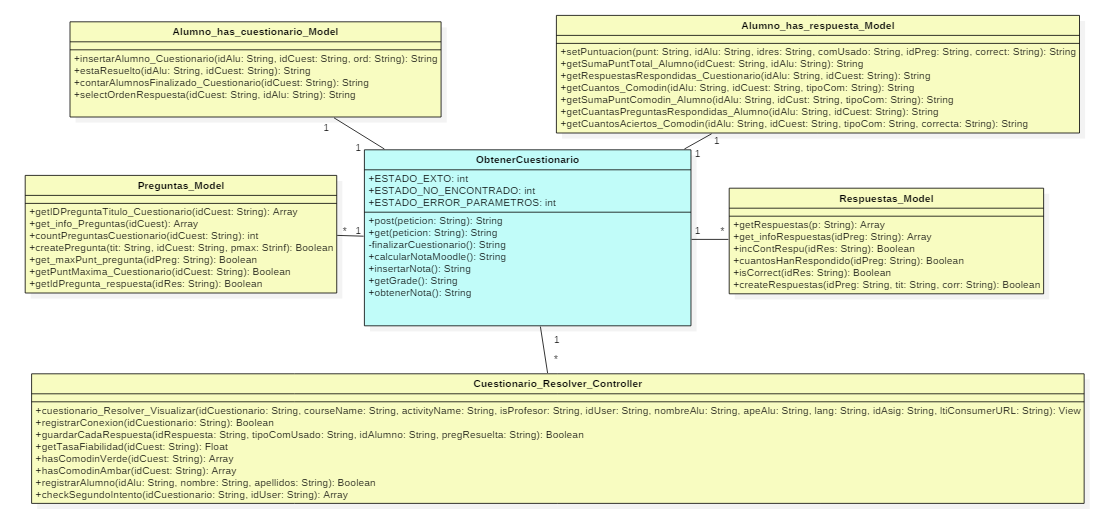 Alumno_has_cuestionario_Model
+insertarAlumno_Cuestionario(idAlu: String, idCuest: String, ord: String): String
+estaResuelto(idAlu: String, idCuest: String): String
+contarAlumnosFinalizado_Cuestionario(idCuest: String): String
+selectOrdenRespuesta(idCuest: String, idAlu: String): String
Alumno_has_respuesta_Model
+setPuntuacion(punt: String, idAlu: String, idres: String, comUsado: String, idPreg: String, correct: String): String
+getSumaPuntTotal_Alumno(idCuest: String, idAlu: String): String
+getRespuestasRespondidas_Cuestionario(idAlu: String, idCuest: String): String
+getCuantos_Comodin(idAlu: String, idCuest: String, tipoCom: String): String
+getSumaPuntComodin_Alumno(idAlu: String, idCust: String, tipoCom: String): String
+getCuantasPreguntasRespondidas_Alumno(idAlu: String, idCuest: String): String
+getCuantosAciertos_Comodin(idAlu: String, idCuest: String, tipoCom: String, correcta: String): String
1
1
1
1
Preguntas_Model
+getIDPreguntaTitulo_Cuestionario(idCuest: String): Array
+get_info_Preguntas(idCuest): Array
+countPreguntasCuestionario(idCuest: String): int
+createPregunta(tit: String, idCuest: String, pmax: Strinf): Boolean
+get_maxPunt_pregunta(idPreg: String): Boolean
+getPuntMaxima_Cuestionario(idCuest: String): Boolean
+getIdPregunta_respuesta(idRes: String): Boolean
* 1
ObtenerCuestionario
+ESTADO_EXTO: int
+ESTADO_NO_ENCONTRADO: int
+ESTADO_ERROR_PARAMETROS: int
+post(peticion: String): String
+get(peticion: String): String
-finalizarCuestionario(): String
+calcularNotaMoodle(): String
+insertarNota(): String
+getGrade(): String
+obtenerNota(): String
1 *
Respuestas_Model
+getRespuestas(p: String): Array
+get_infoRespuestas(idPreg: String): Array
+incContRespu(idRes: String): Boolean
+cuantosHanRespondido(idPreg: String): Boolean
+isCorrect(idRes: String): Boolean
+createRespuestas(idPreg: String, tit: String, corr: String): Boolean
1
*
Cuestionario_Resolver_Controller
+cuestionario_Resolver_Visualizar(idCuestionario: String, courseName: String, activityName: String, isProfesor: String, idUser: String, nombreAlu: String, apeAlu: String, lang: String, idAsig: String, ltiConsumerURL: String): View
+registrarConexion(idCuestionario: String): Boolean
+guardarCadaRespuesta(idRespuesta: String, tipoComUsado: String, idAlumno: String, pregResuelta: String): Boolean
+getTasaFiabilidad(idCuest: String): Float
+hasComodinVerde(idCuest: String): Array
+hasComodinAmbar(idCuest: String): Array
+registrarAlumno(idAlu: String, nombre: String, apellidos: String): Boolean
+checkSegundoIntento(idCuestionario: String, idUser: String): Array